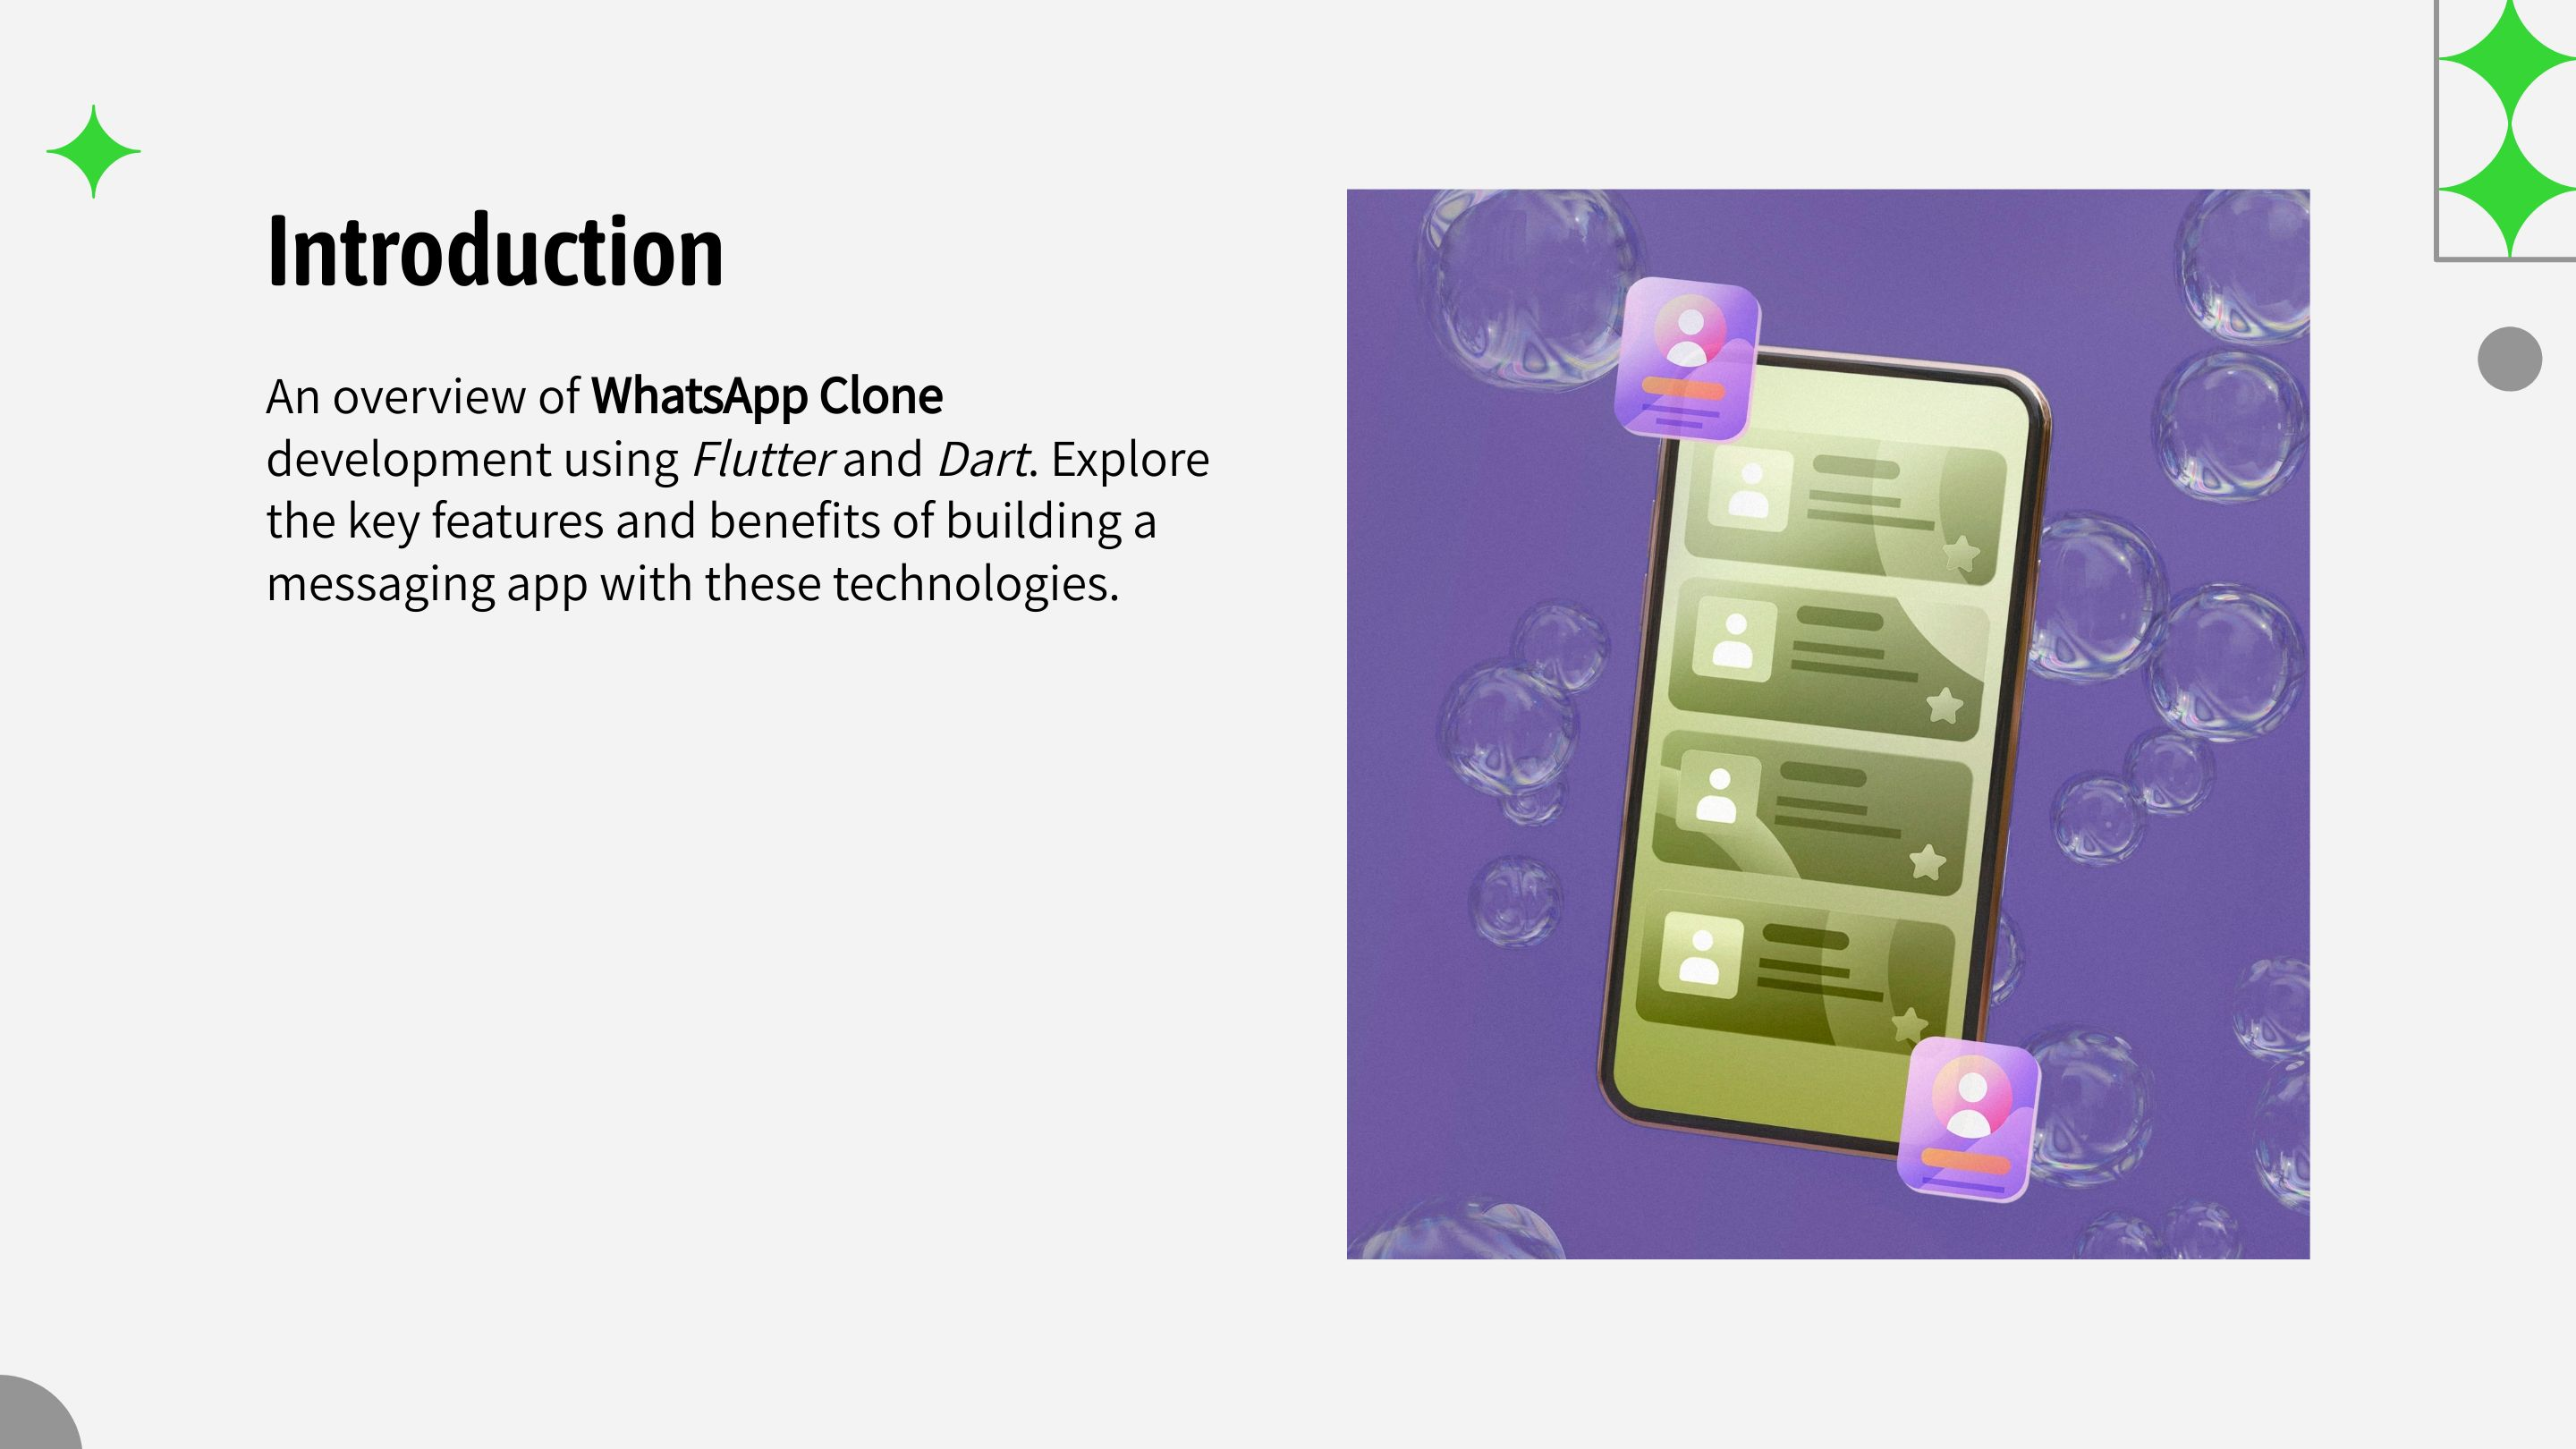 Introduction
An overview of WhatsApp Clone
development using Flutter and Dart. Explore
the key features and benefits of building a
messaging app with these technologies.